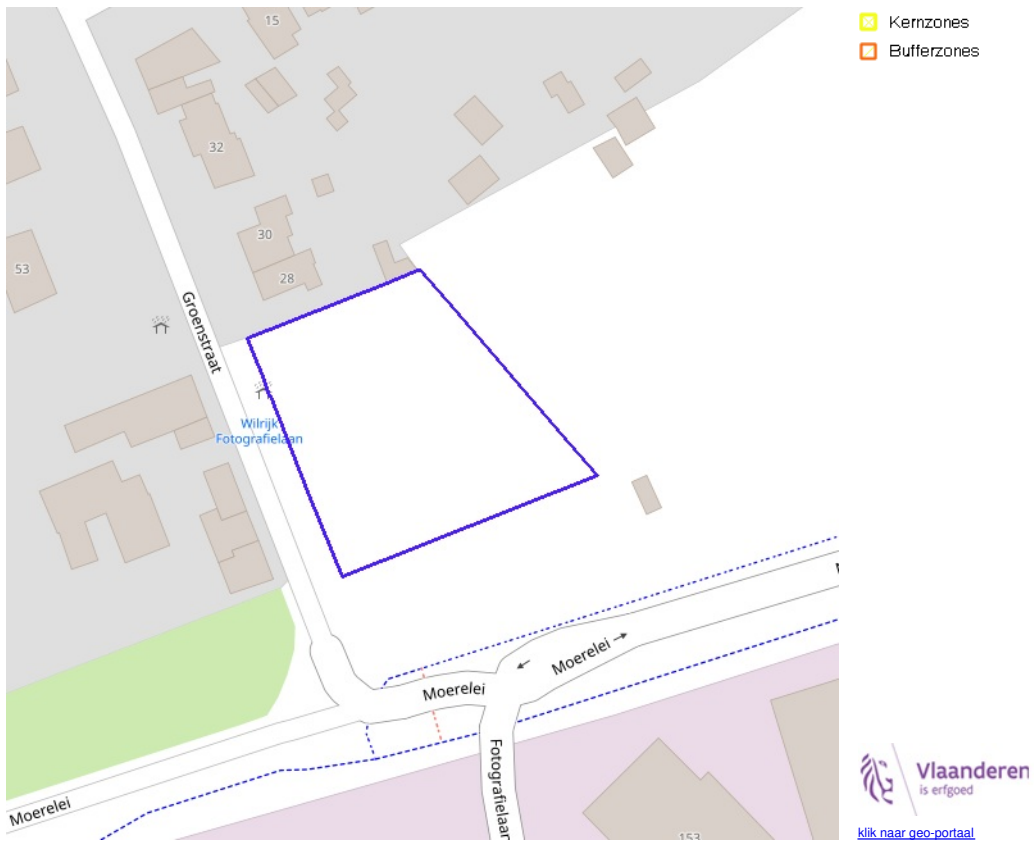 Kernzones
Bufferzones
15
32
30
28
53
Groenstraat
Wilrijk
Fotografielaan
Moerelei
Moerelei
Moerelei
Fotografielaan
153
Vlaanderen
is erfgoed
klik naar geo-portaal